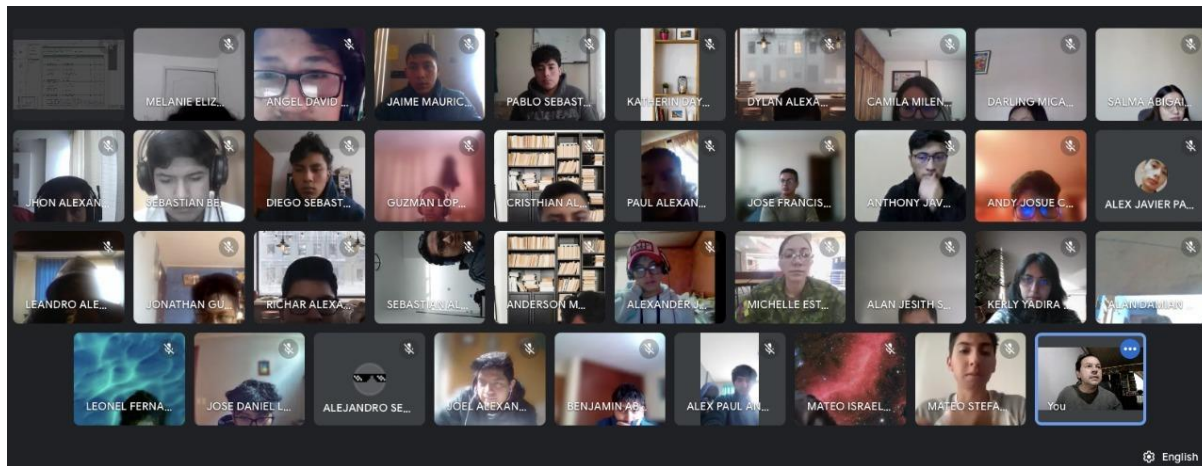 MELANIE ELIZ...
ANGEL DAVID ...
JAIME MAURIC...
PABLO SEBAST...
KATHERIN DAY...
DYLAN ALEXA...
CAMILA MILEN...
DARLING MICA...
SALMA ABIGAI...
JHON ALEXAN...
SEBASTIAN BE...
DIEGO SEBAST...
GUZMAN LOP...
CRISTHIAN AL...
PAUL ALEXAN...
JOSE FRANCIS...
ANTHONY JAV...
ANDY JOSUE C...
ALEX JAVIER PA...
LEANDRO ALE...
JONATHAN GU...
RICHAR ALEXA...
SEBASTIAN AL...
ANDERSON M...
ALEXANDER J...
MICHELLE EST...
ALAN JESITH S...
KERLY YADIRA ...
ALAN DAMIAN ...
LEONEL FERNA...
JOSE DANIEL L...
ALEJANDRO SE...
JOEL ALEXAN...
BENJAMIN AB...
ALEX PAUL AN...
MATEO ISRAEL...
MATEO STEFA...
You
English